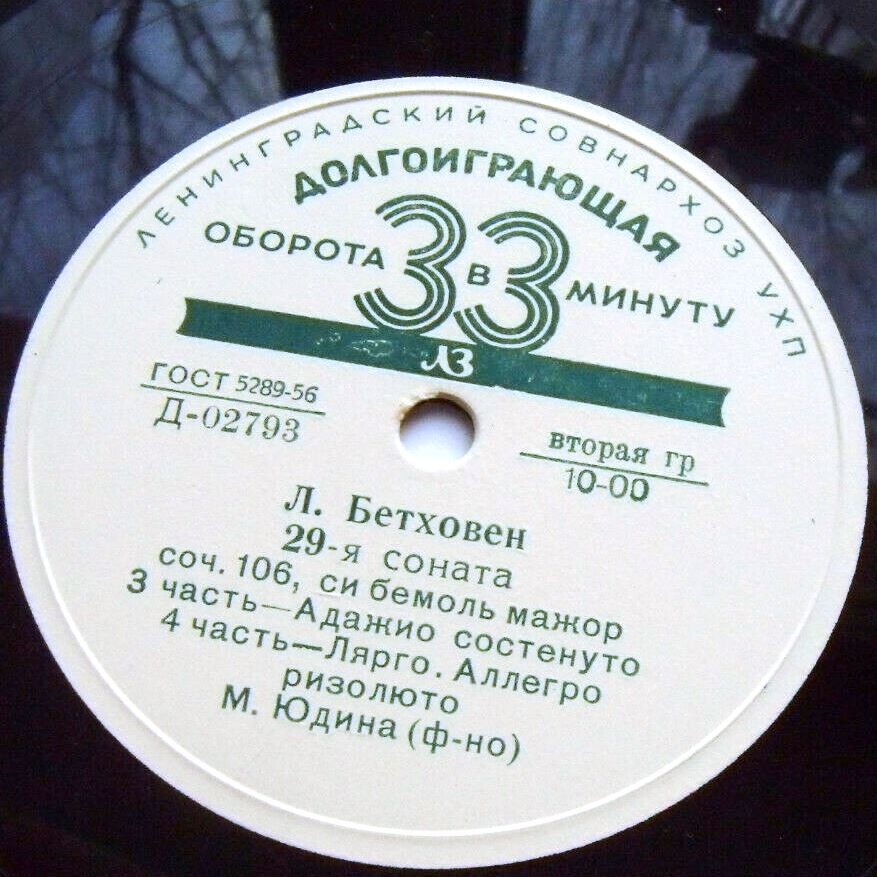 ЛЕНИНГРАДСКИЙ СОВНАРХОЗ УХП
ДОЛГОИГРАЮЩАЯ
ОБОРОТА 33 В МИНУТУ
ЛЗ
ГОСТ 5289-56
Д-02793
вторая гр
10-00
Л. Бетховен
29-я соната
соч. 106, си бемоль мажор
3 часть—Адажио состенуто
4 часть—Лярго. Аллегро
ризолюто
М. Юдина (ф-но)